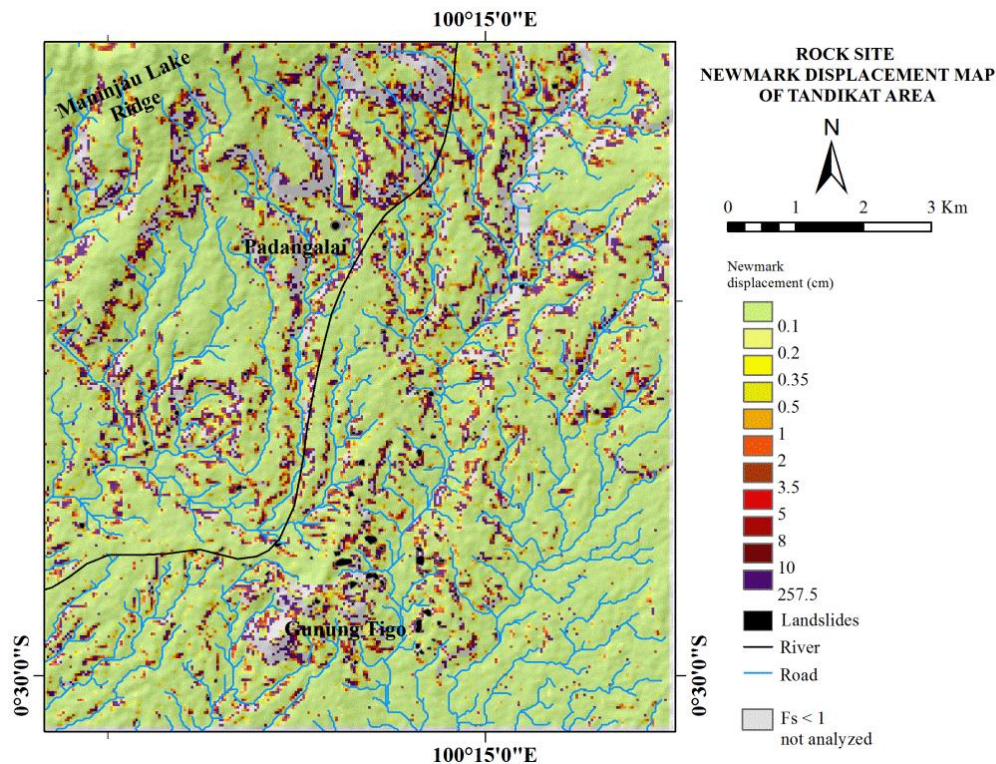 100°15'0"E
ROCK SITE
NEWMARK DISPLACEMENT MAP
OF TANDIKAT AREA
N
0 1 2 3 Km
Maninjau Lake
Ridge
Padangalai
Gunung Tigo
Newmark
displacement (cm)
0.1
0.2
0.35
0.5
1
2
3.5
5
8
10
257.5
Landslides
River
Road
Fs < 1
not analyzed
0°30'0"S
0°30'0"S
100°15'0"E